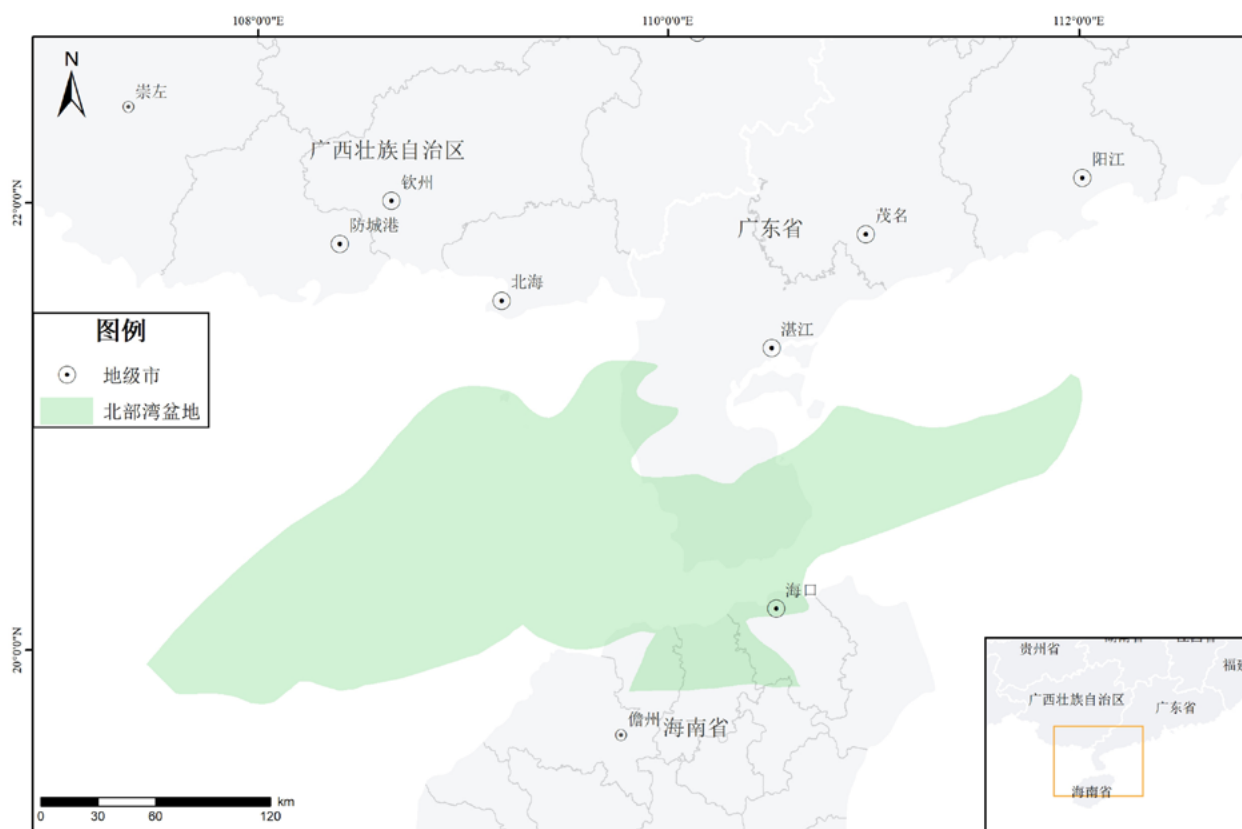 108°0'0"E
110°0'0"E
112°0'0"E
N
崇左
广西壮族自治区
钦州
防城港
北海
阳江
广东省
茂名
湛江
22°0'0"N
20°0'0"N
图例
地级市
北部湾盆地
海口
儋州
海南省
km
0 30 60 120
贵州省
广西壮族自治区
广东省
海南省